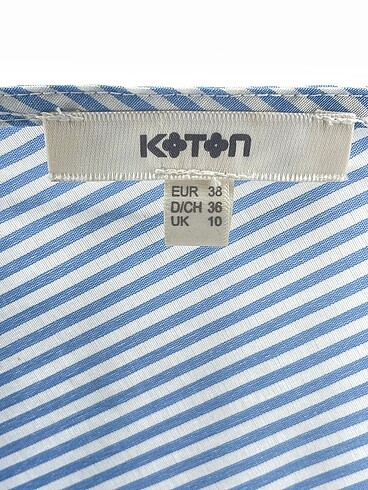 KOTON
EUR 38
D/CH 36
UK 10